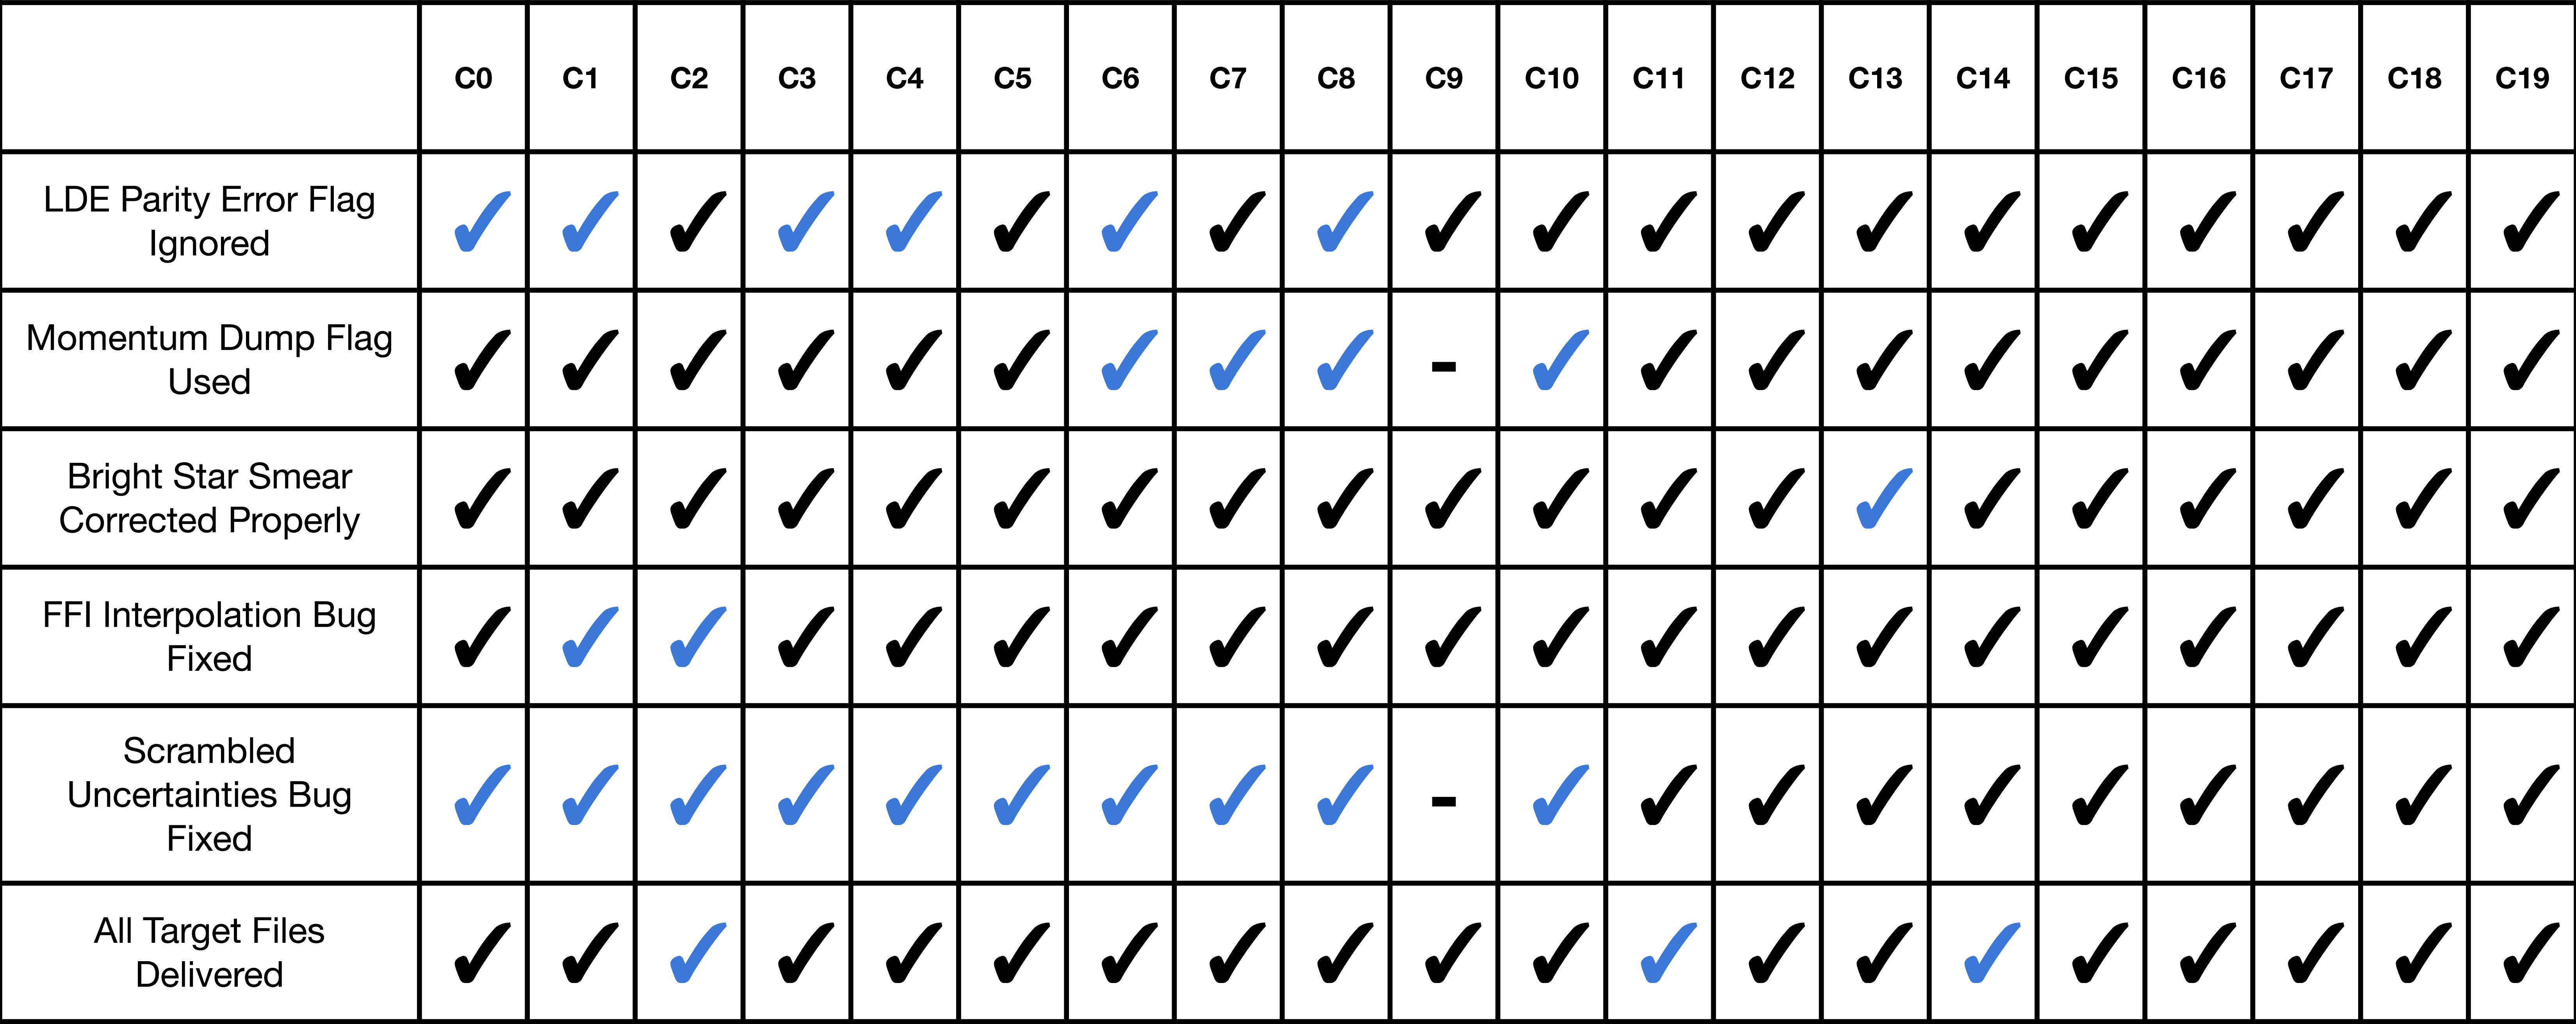 C0 C1 C2 C3 C4 C5 C6 C7 C8 C9 C10 C11 C12 C13 C14 C15 C16 C17 C18 C19
LDE Parity Error Flag
Ignored
✓ ✓ ✓ ✓ ✓ ✓ ✓ ✓ ✓ ✓ ✓ ✓ ✓ ✓ ✓ ✓ ✓ ✓ ✓ ✓
Momentum Dump Flag
Used
✓ ✓ ✓ ✓ ✓ ✓ ✓ ✓ ✓ - ✓ ✓ ✓ ✓ ✓ ✓ ✓ ✓ ✓ ✓
Bright Star Smear
Corrected Properly
✓ ✓ ✓ ✓ ✓ ✓ ✓ ✓ ✓ ✓ ✓ ✓ ✓ ✓ ✓ ✓ ✓ ✓ ✓ ✓
FFI Interpolation Bug
Fixed
✓ ✓ ✓ ✓ ✓ ✓ ✓ ✓ ✓ ✓ ✓ ✓ ✓ ✓ ✓ ✓ ✓ ✓ ✓ ✓
Scrambled
Uncertainties Bug
Fixed
✓ ✓ ✓ ✓ ✓ ✓ ✓ ✓ ✓ - ✓ ✓ ✓ ✓ ✓ ✓ ✓ ✓ ✓ ✓
All Target Files
Delivered
✓ ✓ ✓ ✓ ✓ ✓ ✓ ✓ ✓ ✓ ✓ ✓ ✓ ✓ ✓ ✓ ✓ ✓ ✓ ✓